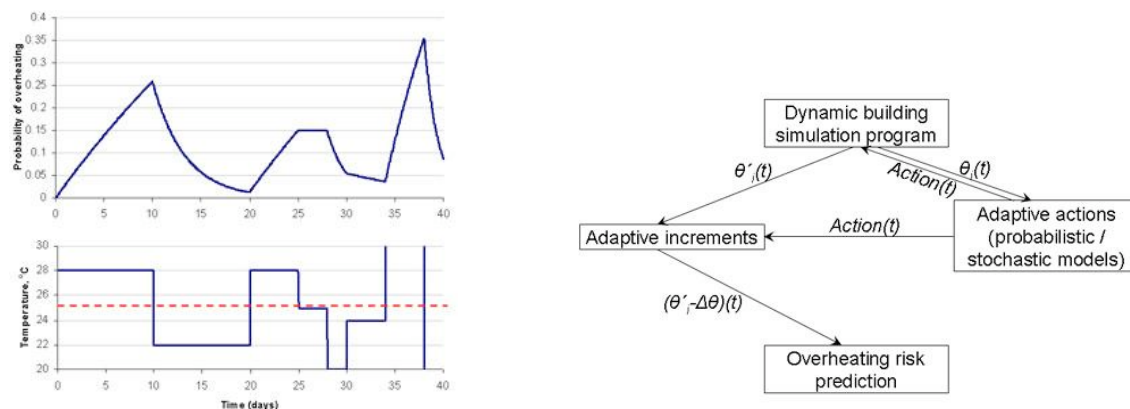 Probability of overheating
0.4
0.35
0.3
0.25
0.2
0.15
0.1
0.05
0
0 5 10 15 20 25 30 35 40
Temperature, °C
30
28
26
24
22
20
0 5 10 15 20 25 30 35 40
Time (days)
Dynamic building
simulation program
θ´i(t)
θi(t)
Action(t)
Adaptive increments
Action(t)
Adaptive actions
(probabilistic /
stochastic models)
(θ´i-Δθ)(t)
Overheating risk
prediction